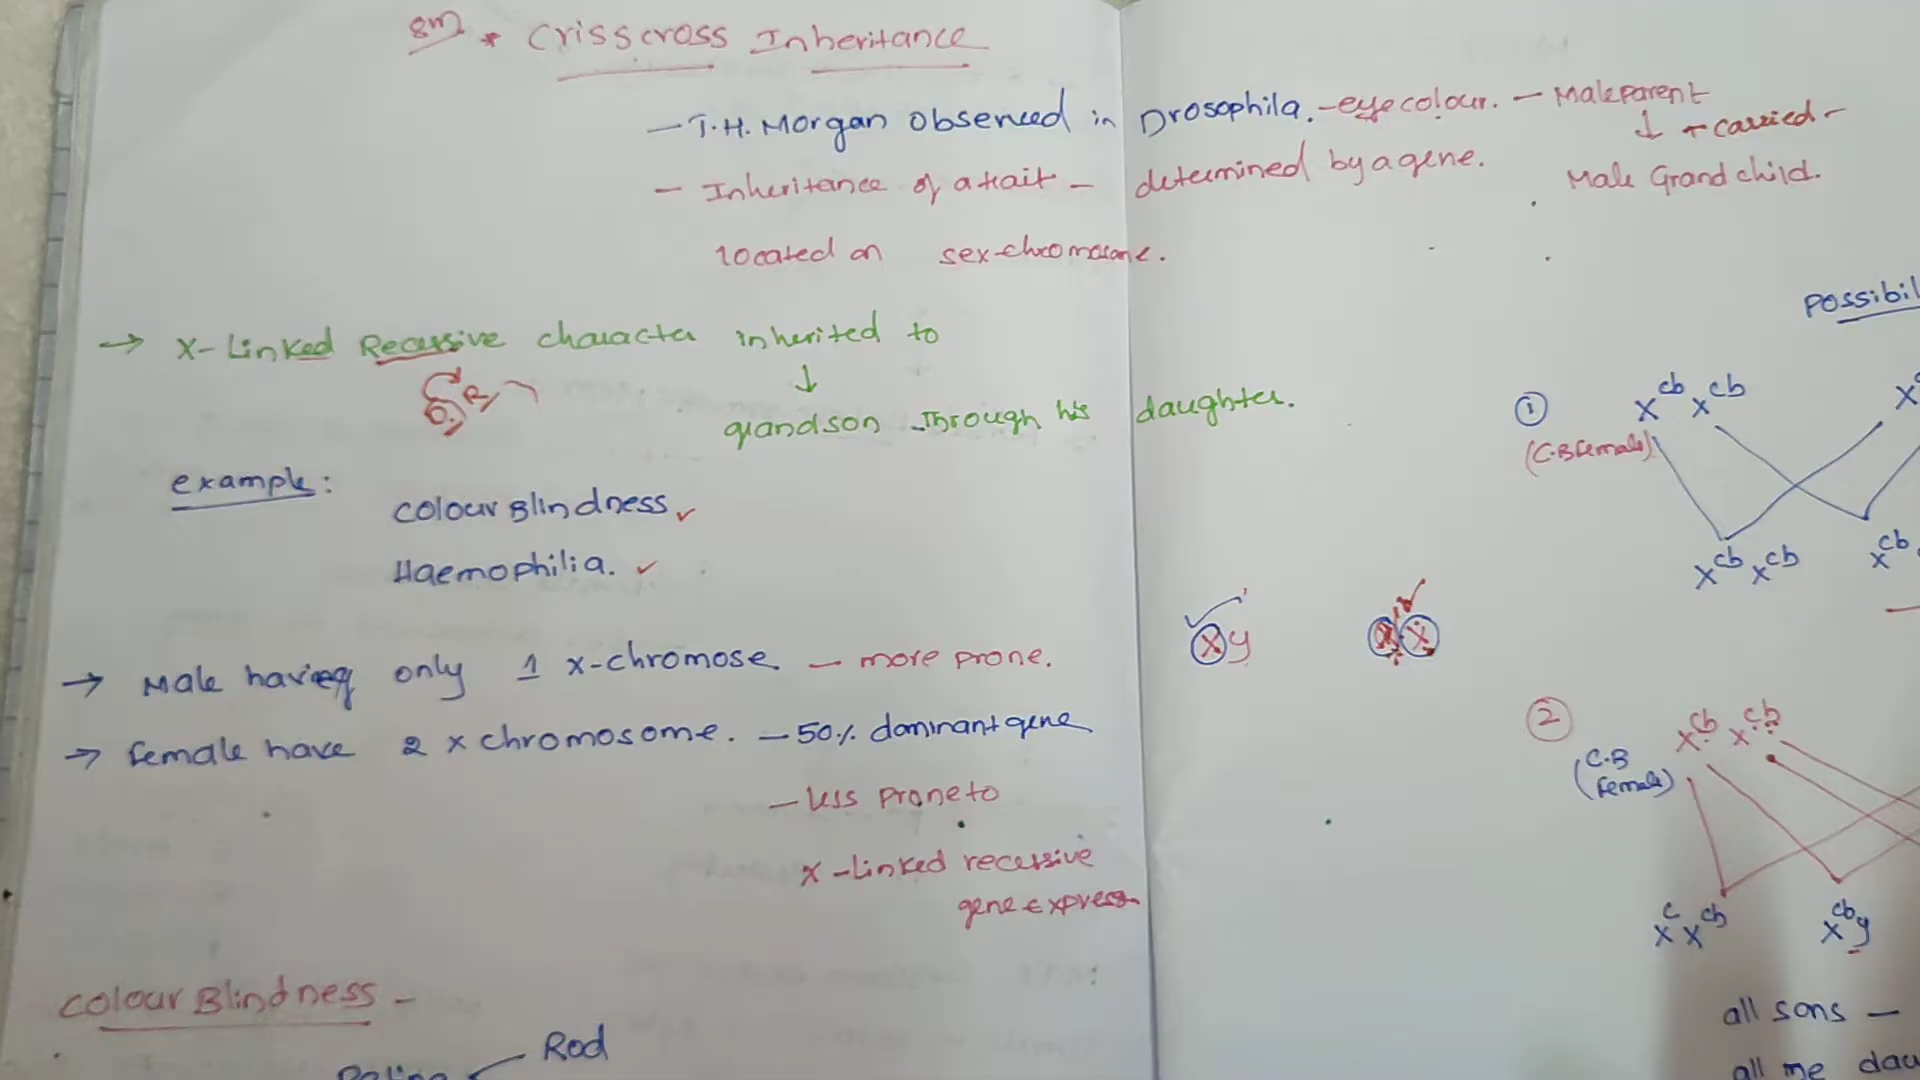 8m * Crisscross Inheritance
- T.H. Morgan observed in Drosophila. - eye colour. - Male parent
↓ → carried -
Male Grand child.
- Inheritance of a trait - determined by a gene.
located on sex-chromosome.
→ X-Linked Recessive character inherited to
↓
grandson Through his daughter.
example:
Colour Blindness ✓
Haemophilia. ✓
→ Male having only 1 x-chromose - more prone.
Xy
XX
→ female have 2 x chromosome. - 50% dominant gene
- less prone to
x-linked recessive
gene express
Colour Blindness -
Rod
Possibil
① X^cb X^cb X
(C.B female)
X^cb X^cb X^cb
② X^cb X^cb
(C.B female)
X^c X^cb X^cb y
all sons -
all the dau